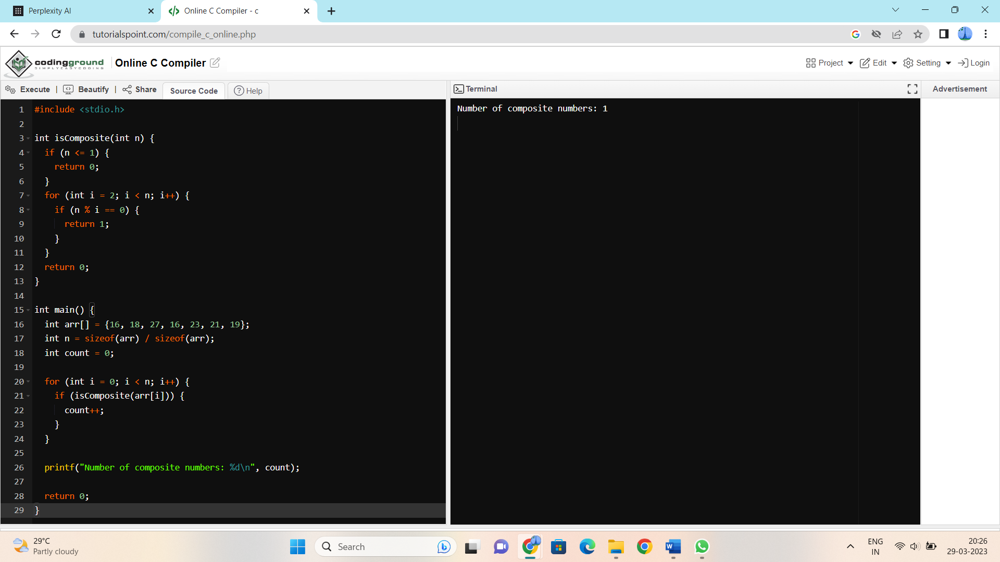 Perplexity AI
Online C Compiler - c
tutorialspoint.com/compile_c_online.php
codingground
SIMPLYEASYCODING
Online C Compiler
Project
Edit
Setting
Login
Execute | Beautify | Share
Source Code
Help
Terminal
Advertisement
1 #include <stdio.h>
2
3 int isComposite(int n) {
4   if (n <= 1) {
5     return 0;
6   }
7   for (int i = 2; i < n; i++) {
8     if (n % i == 0) {
9       return 1;
10     }
11   }
12   return 0;
13 }
14
15 int main() {
16   int arr[] = {16, 18, 27, 16, 23, 21, 19};
17   int n = sizeof(arr) / sizeof(arr);
18   int count = 0;
19
20   for (int i = 0; i < n; i++) {
21     if (isComposite(arr[i])) {
22       count++;
23     }
24   }
25
26   printf("Number of composite numbers: %d\n", count);
27
28   return 0;
29 }
Number of composite numbers: 1
29°C
Partly cloudy
Search
ENG
IN
20:26
29-03-2023